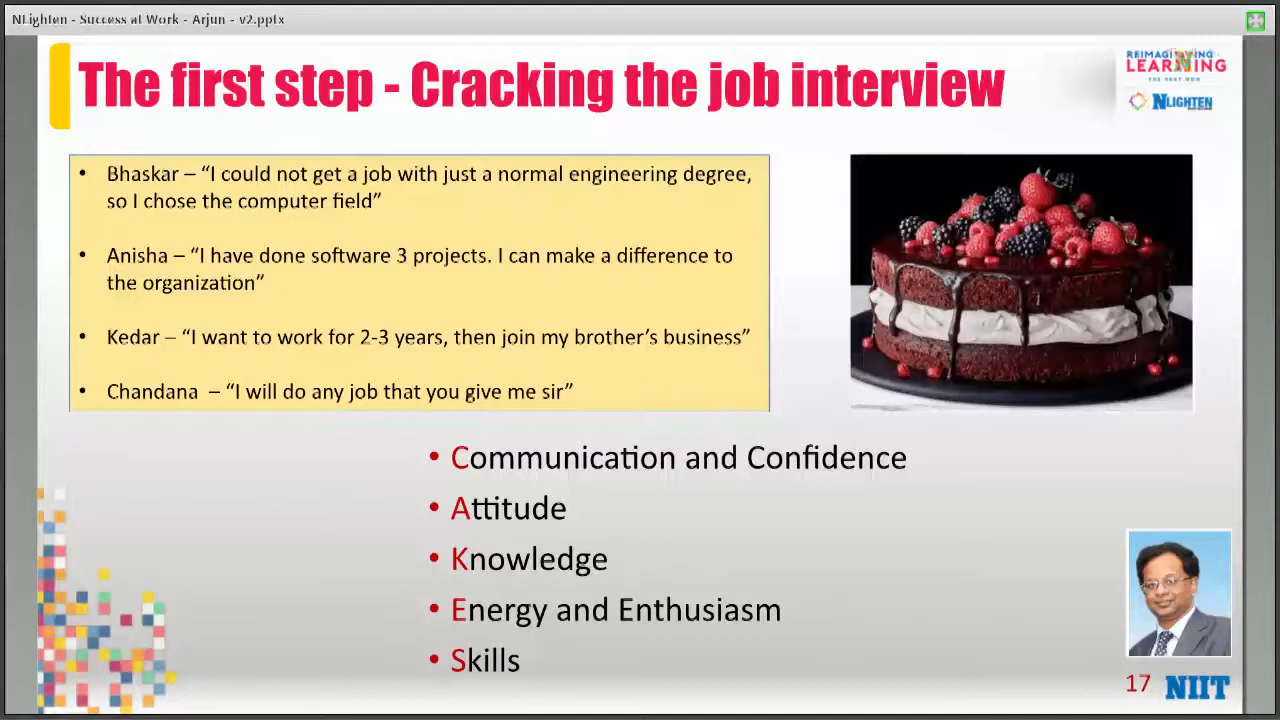 NLighten - Success at Work - Arjun - v2.pptx
The first step - Cracking the job interview
REIMAGINING
LEARNING
THE NEXT NOW
NLIGHTEN
• Bhaskar – “I could not get a job with just a normal engineering degree,
so I chose the computer field”
• Anisha – “I have done software 3 projects. I can make a difference to
the organization”
• Kedar – “I want to work for 2-3 years, then join my brother’s business”
• Chandana – “I will do any job that you give me sir”
• Communication and Confidence
• Attitude
• Knowledge
• Energy and Enthusiasm
• Skills
17 NIIT